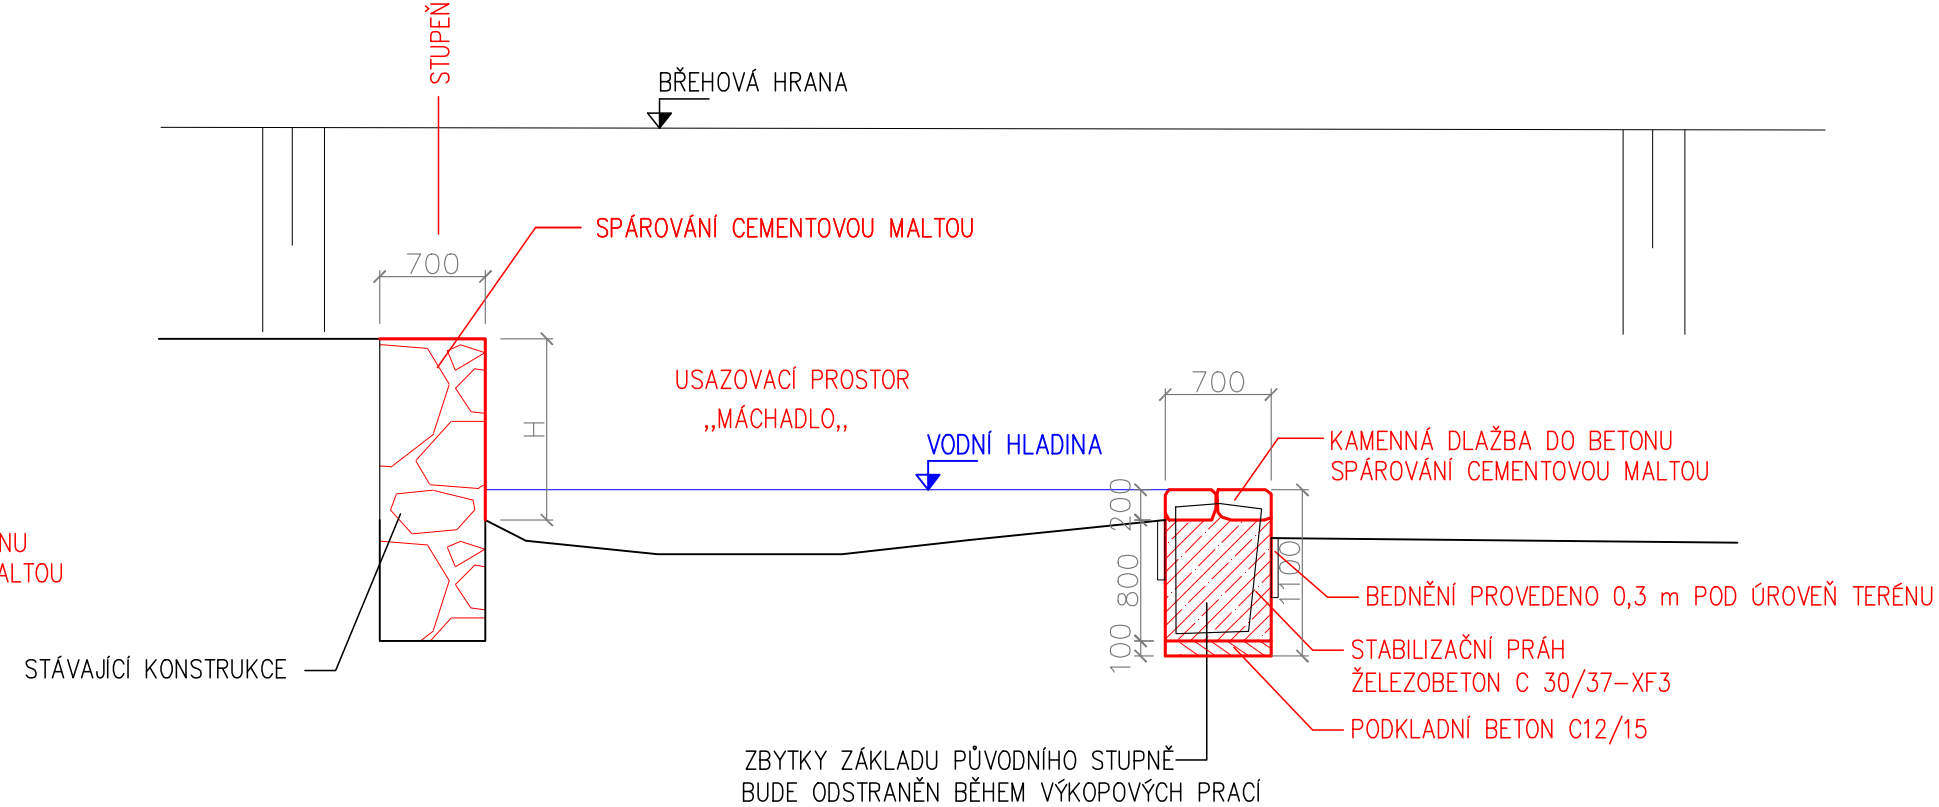 STUPEŇ
BŘEHOVÁ HRANA
SPÁROVÁNÍ CEMENTOVOU MALTOU
700
H
USAZOVACÍ PROSTOR
,,MÁCHADLO,,
VODNÍ HLADINA
700
KAMENNÁ DLAŽBA DO BETONU
SPÁROVÁNÍ CEMENTOVOU MALTOU
200
800
100
1100
NU
ALTOU
BEDNĚNÍ PROVEDENO 0,3 m POD ÚROVEŇ TERÉNU
STABILIZAČNÍ PRÁH
ŽELEZOBETON C 30/37-XF3
PODKLADNÍ BETON C12/15
STÁVAJÍCÍ KONSTRUKCE
ZBYTKY ZÁKLADU PŮVODNÍHO STUPNĚ
BUDE ODSTRANĚN BĚHEM VÝKOPOVÝCH PRACÍ